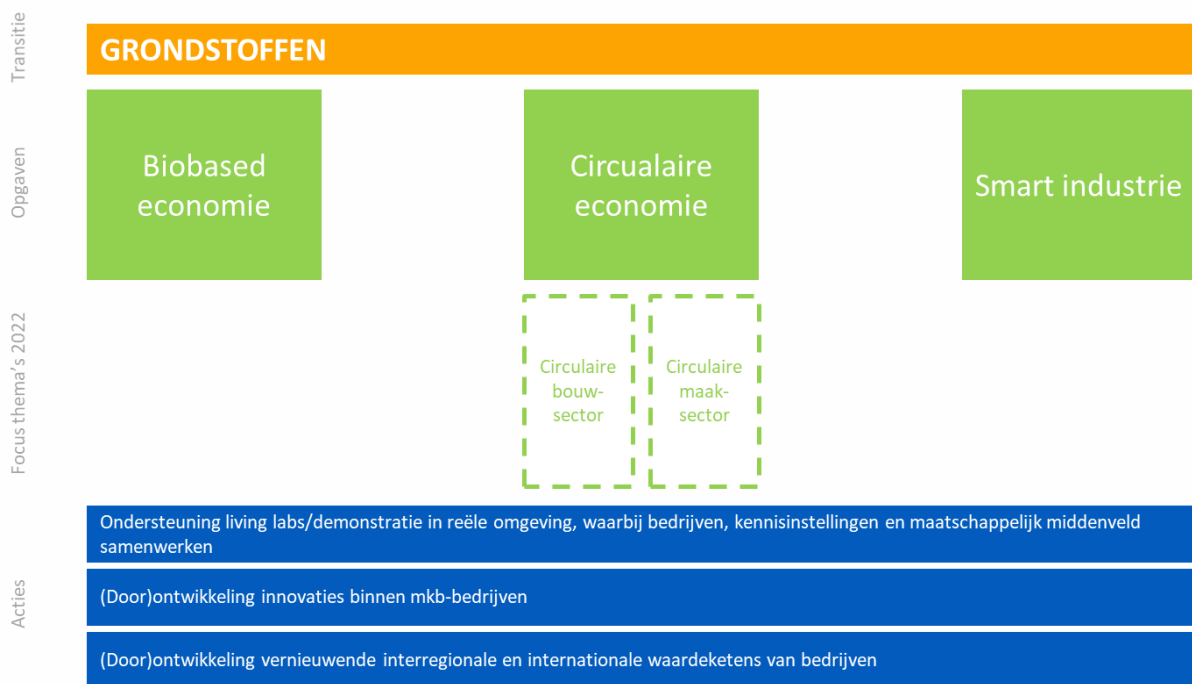 Transitie
GRONDSTOFFEN
Opgaven
Biobased
economie
Circualaire
economie
Smart industrie
Focus thema's 2022
Circulaire
bouw-
sector
Circulaire
maak-
sector
Acties
Ondersteuning living labs/demonstratie in reële omgeving, waarbij bedrijven, kennisinstellingen en maatschappelijk middenveld
samenwerken
(Door)ontwikkeling innovaties binnen mkb-bedrijven
(Door)ontwikkeling vernieuwende interregionale en internationale waardeketens van bedrijven